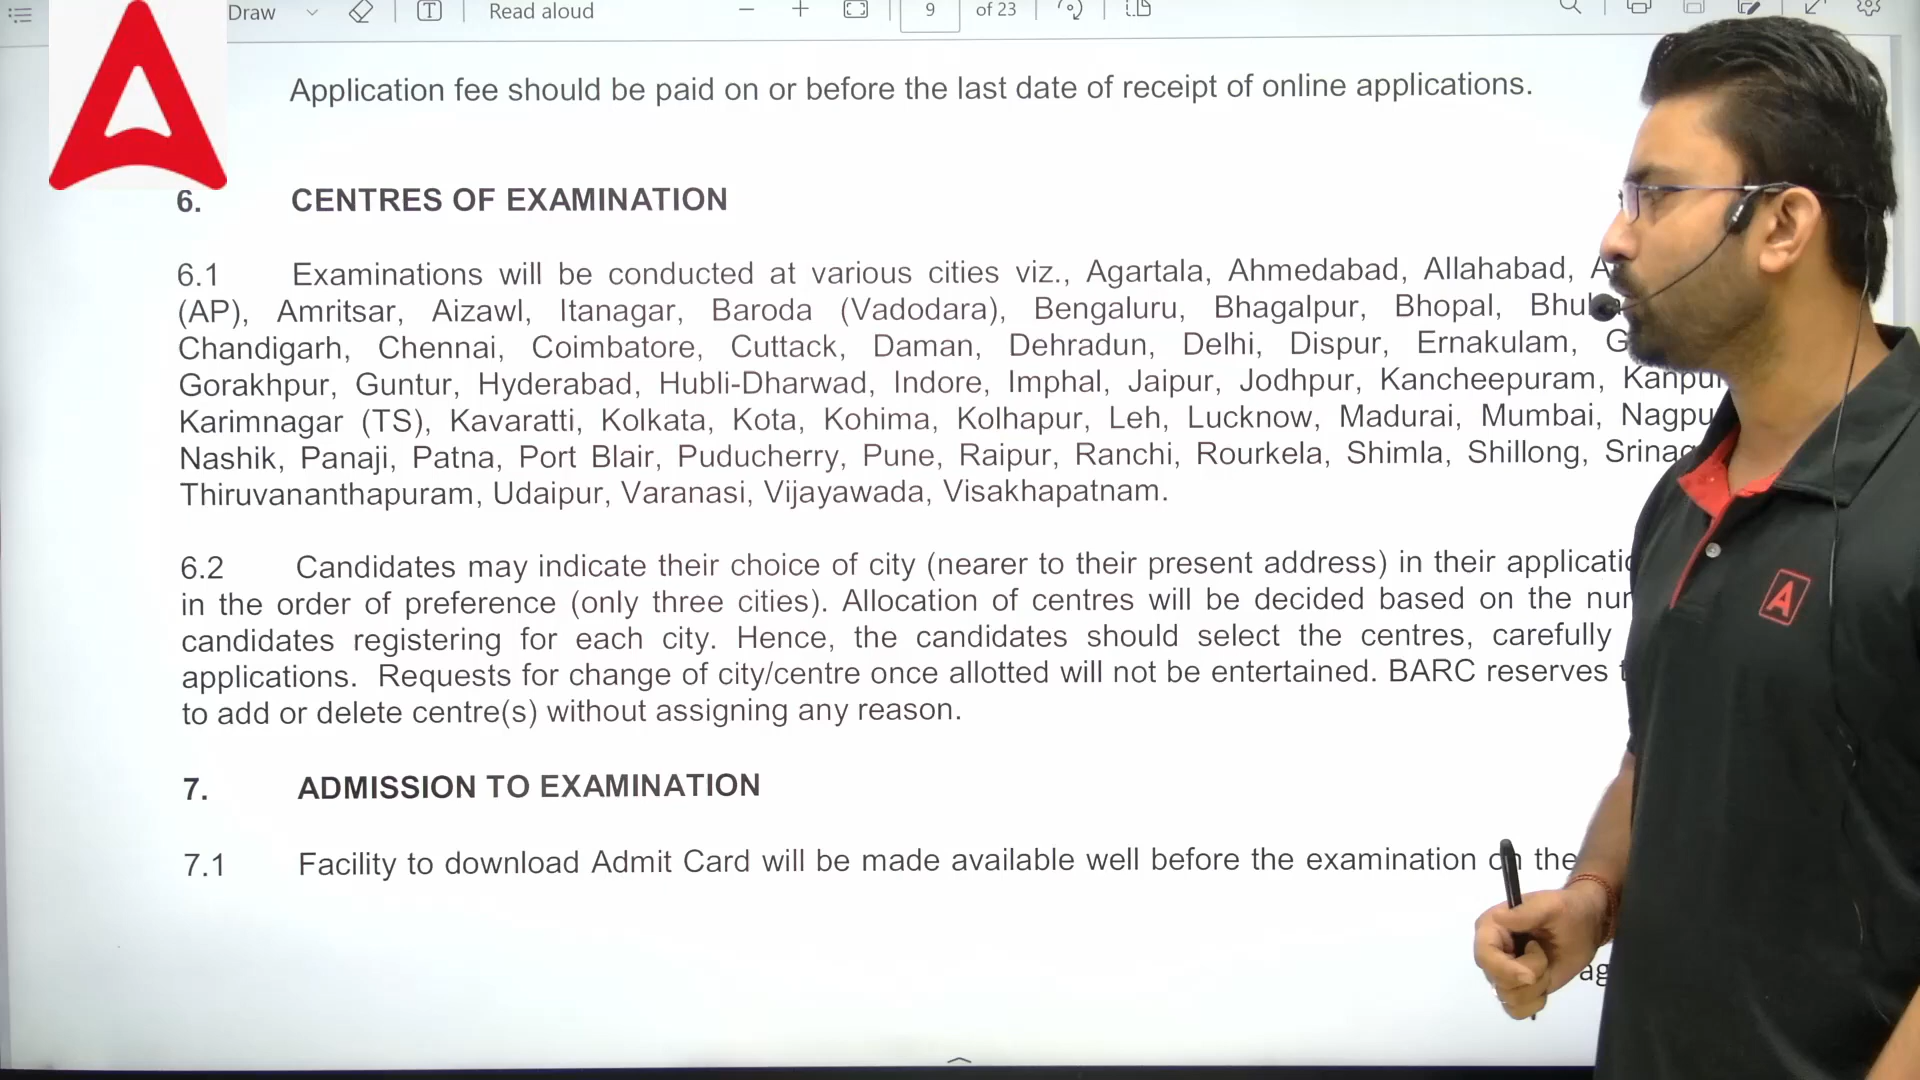 Draw
Read aloud
9 of 23
Application fee should be paid on or before the last date of receipt of online applications.
6. CENTRES OF EXAMINATION
6.1 Examinations will be conducted at various cities viz., Agartala, Ahmedabad, Allahabad,
(AP), Amritsar, Aizawl, Itanagar, Baroda (Vadodara), Bengaluru, Bhagalpur, Bhopal,
Chandigarh, Chennai, Coimbatore, Cuttack, Daman, Dehradun, Delhi, Dispur, Ernakulam,
Gorakhpur, Guntur, Hyderabad, Hubli-Dharwad, Indore, Imphal, Jaipur, Jodhpur, Kancheepuram, Kanpur
Karimnagar (TS), Kavaratti, Kolkata, Kota, Kohima, Kolhapur, Leh, Lucknow, Madurai, Mumbai, Nagpu
Nashik, Panaji, Patna, Port Blair, Puducherry, Pune, Raipur, Ranchi, Rourkela, Shimla, Shillong, Srinag
Thiruvananthapuram, Udaipur, Varanasi, Vijayawada, Visakhapatnam.
6.2 Candidates may indicate their choice of city (nearer to their present address) in their applicatio
in the order of preference (only three cities). Allocation of centres will be decided based on the
candidates registering for each city. Hence, the candidates should select the centres, carefully
applications. Requests for change of city/centre once allotted will not be entertained. BARC reserves
to add or delete centre(s) without assigning any reason.
7. ADMISSION TO EXAMINATION
7.1 Facility to download Admit Card will be made available well before the examination on the